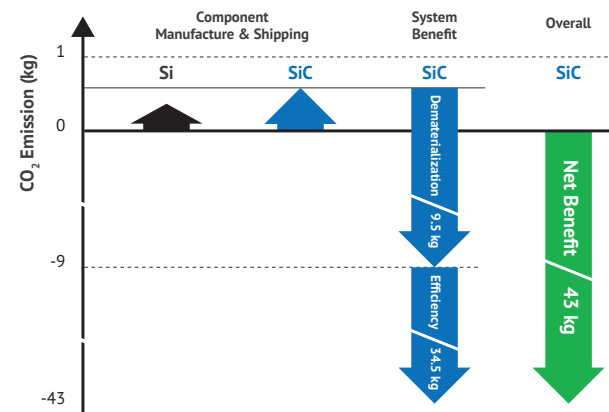 Component
Manufacture & Shipping
System
Benefit
Overall
CO₂ Emission (kg)
1
0
-9
-43
Si
SiC
SiC
SiC
Dematerialization
9.5 kg
Efficiency
34.5 kg
Net Benefit
43 kg